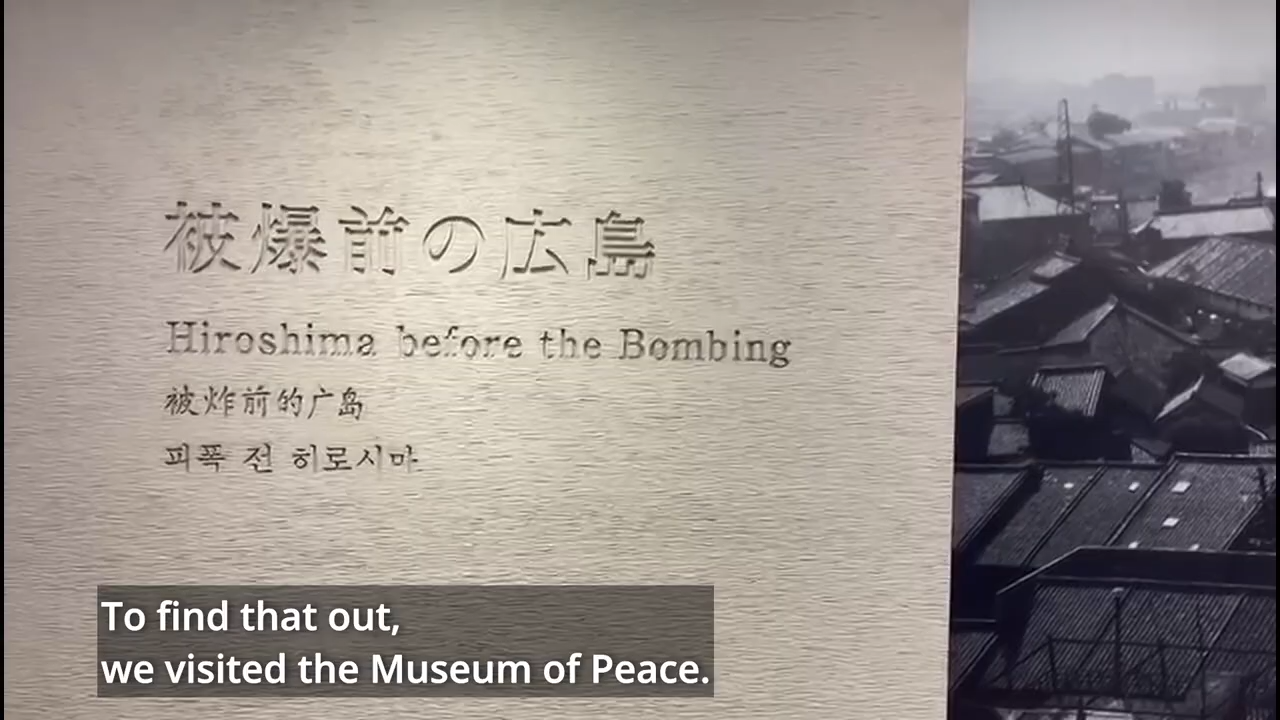 被爆前の広島
Hiroshima before the Bombing
被炸前的广岛
피폭 전 히로시마
To find that out,
we visited the Museum of Peace.